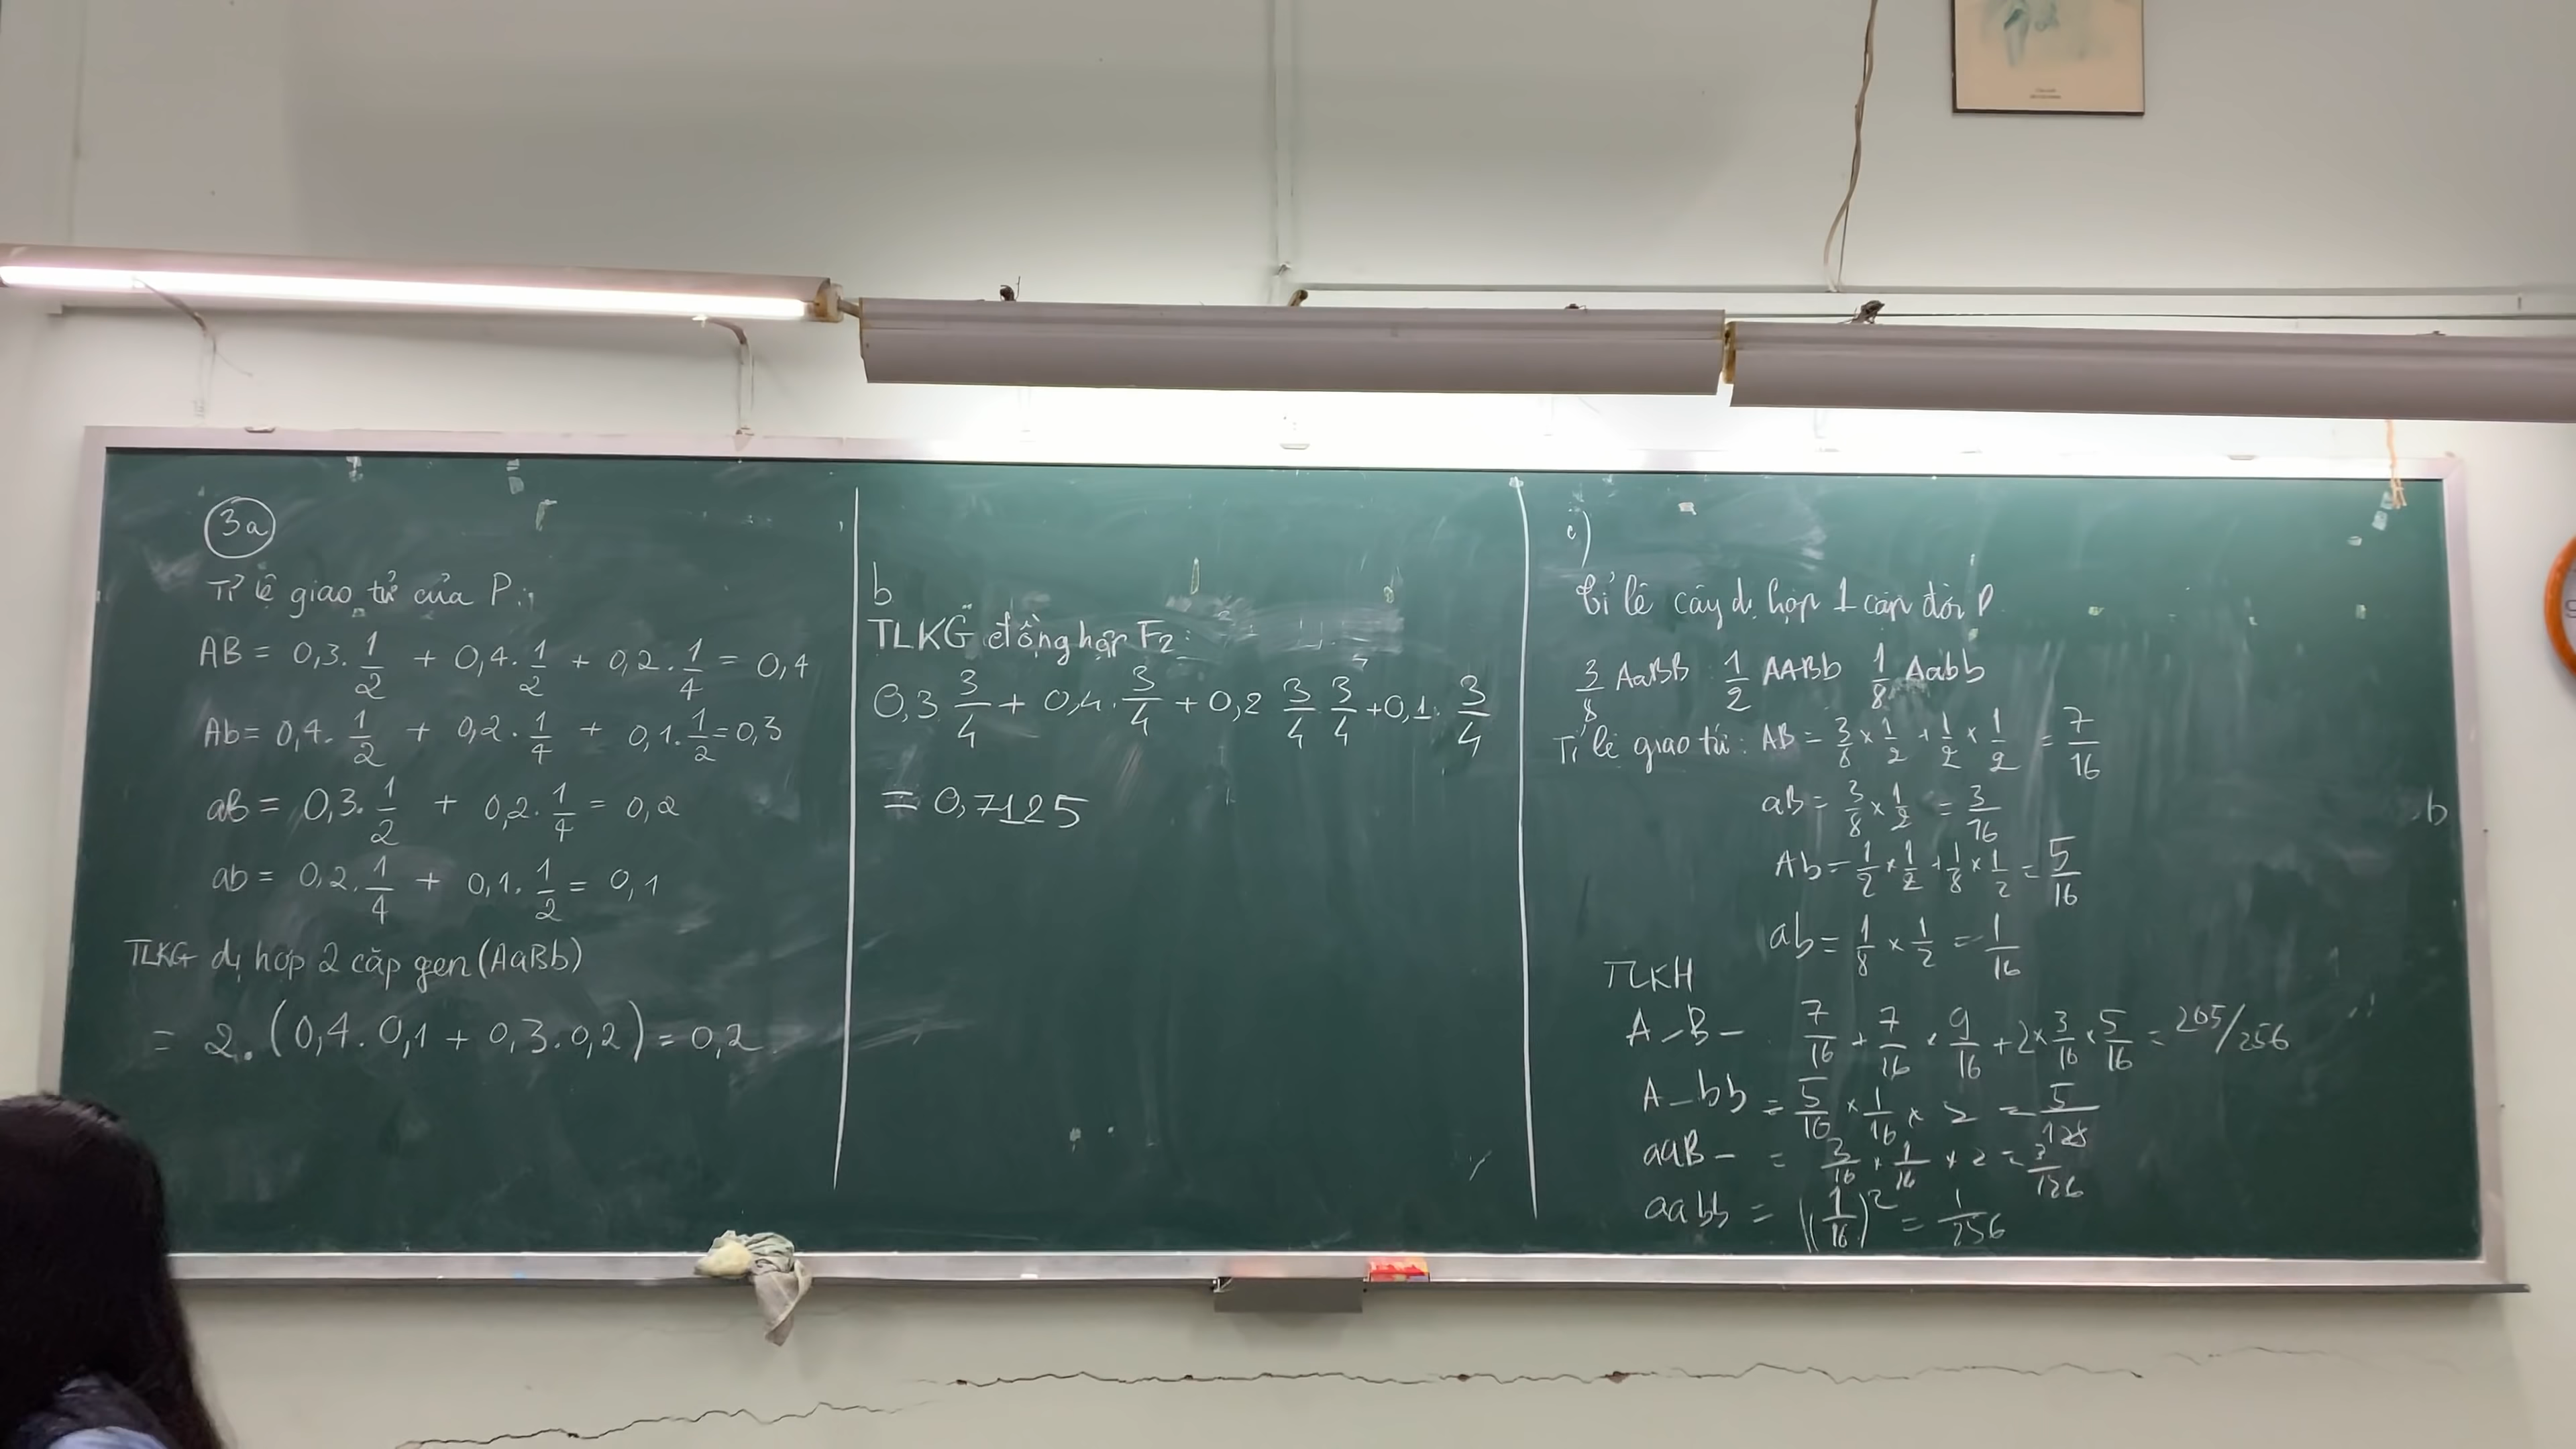 3a
Tỉ lệ giao tử của P:
AB = 0,3. 1/2 + 0,4. 1/2 + 0,2. 1/4 = 0,4
Ab = 0,4. 1/2 + 0,2. 1/4 + 0,1. 1/2 = 0,3
aB = 0,3. 1/2 + 0,2. 1/4 = 0,2
ab = 0,2. 1/4 + 0,1. 1/2 = 0,1
TLKG dị hợp 2 cặp gen (AaBb)
= 2. (0,4. 0,1 + 0,3. 0,2) = 0,2
b
TLKG đồng hợp F2:
0,3 3/4 + 0,4. 3/4 + 0,2 3/4 3/4 + 0,1. 3/4
= 0,7125
c)
Tỉ lê cây dị hợp 1 cặp đời P
3/8 AaBB 1/2 AABb 1/8 Aabb
Tỉ lê giao tử: AB = 3/8 × 1/2 + 1/2 × 1/2 = 7/16
aB = 3/8 × 1/2 = 3/16
Ab = 1/2 × 1/2 + 1/8 × 1/2 = 5/16
ab = 1/8 × 1/2 = 1/16
TLKH
A-B- 7/16 + 7/16 × 9/16 + 2 × 3/16 × 5/16 = 205/256
A-bb = 5/16 × 1/16 × 2 = 5/128
aaB- = 3/16 × 1/16 × 2 = 3/126
aabb = (1/16)² = 1/256
b